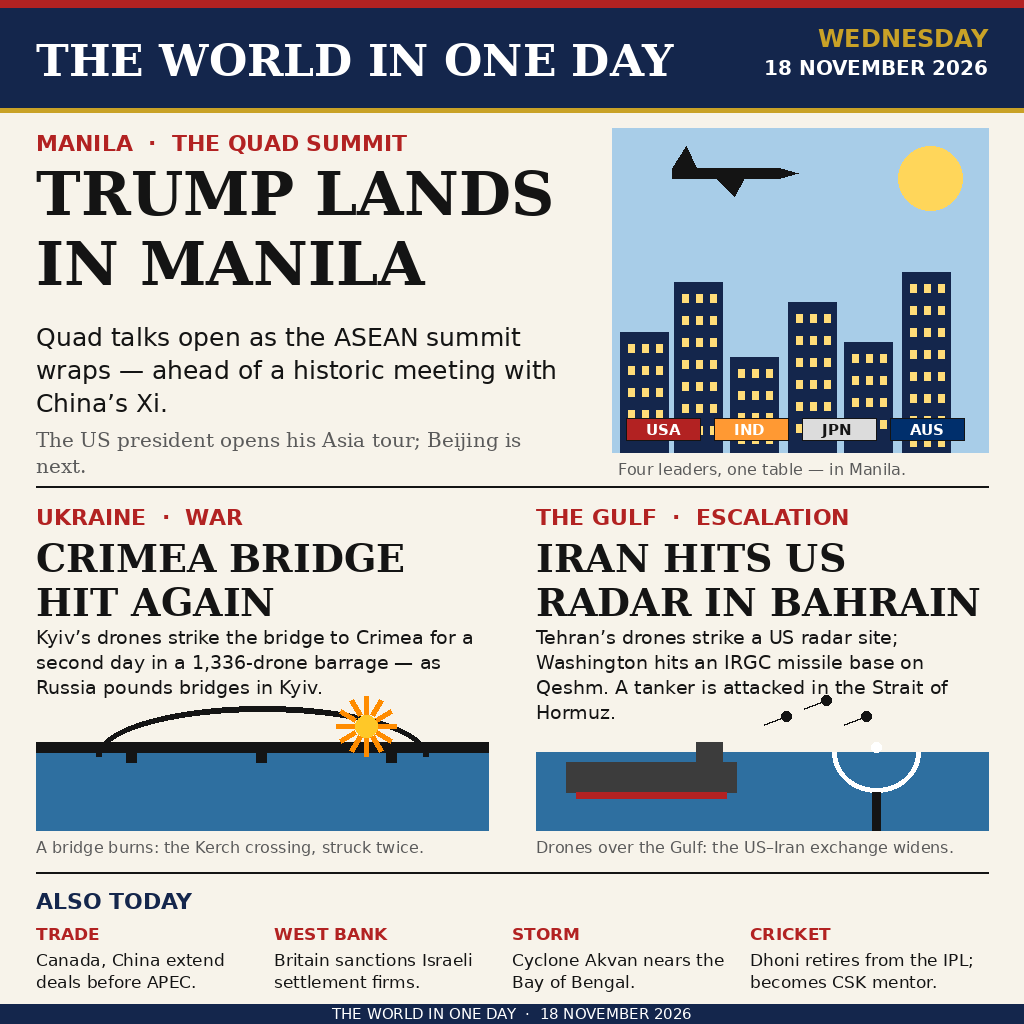 THE WORLD IN ONE DAY
WEDNESDAY
18 NOVEMBER 2026
MANILA · THE QUAD SUMMIT
TRUMP LANDS
IN MANILA
Quad talks open as the ASEAN summit
wraps — ahead of a historic meeting with
China’s Xi.
The US president opens his Asia tour; Beijing is
next.
USA
IND
JPN
AUS
Four leaders, one table — in Manila.
UKRAINE · WAR
CRIMEA BRIDGE
HIT AGAIN
Kyiv’s drones strike the bridge to Crimea for a
second day in a 1,336-drone barrage — as
Russia pounds bridges in Kyiv.
A bridge burns: the Kerch crossing, struck twice.
THE GULF · ESCALATION
IRAN HITS US
RADAR IN BAHRAIN
Tehran’s drones strike a US radar site;
Washington hits an IRGC missile base on
Qeshm. A tanker is attacked in the Strait of
Hormuz.
Drones over the Gulf: the US–Iran exchange widens.
ALSO TODAY
TRADE
Canada, China extend
deals before APEC.
WEST BANK
Britain sanctions Israeli
settlement firms.
STORM
Cyclone Akvan nears the
Bay of Bengal.
CRICKET
Dhoni retires from the IPL;
becomes CSK mentor.
THE WORLD IN ONE DAY · 18 NOVEMBER 2026